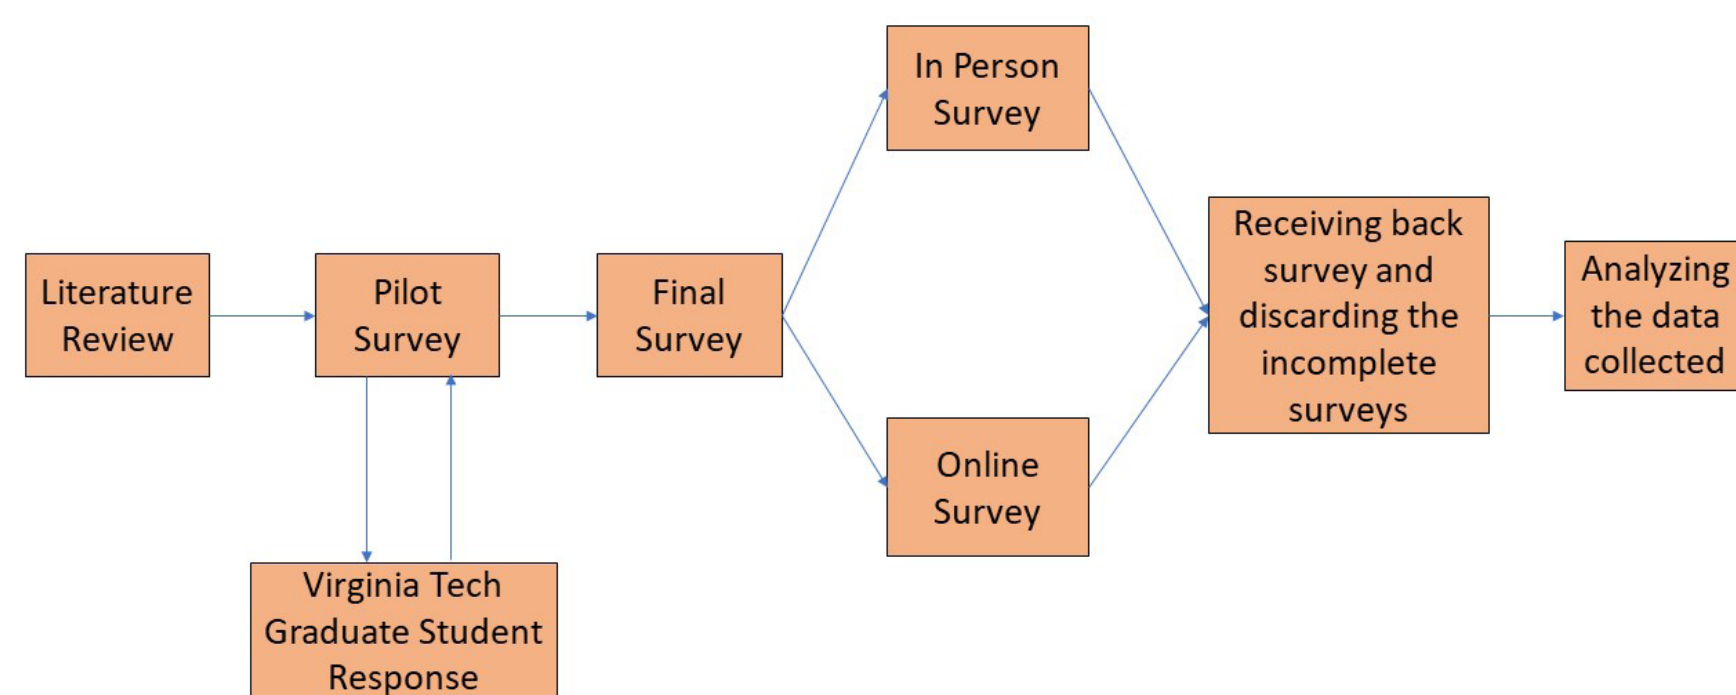 In Person
Survey
Literature
Review
Pilot
Survey
Final
Survey
Receiving back
survey and
discarding the
incomplete
surveys
Analyzing
the data
collected
Online
Survey
Virginia Tech
Graduate Student
Response